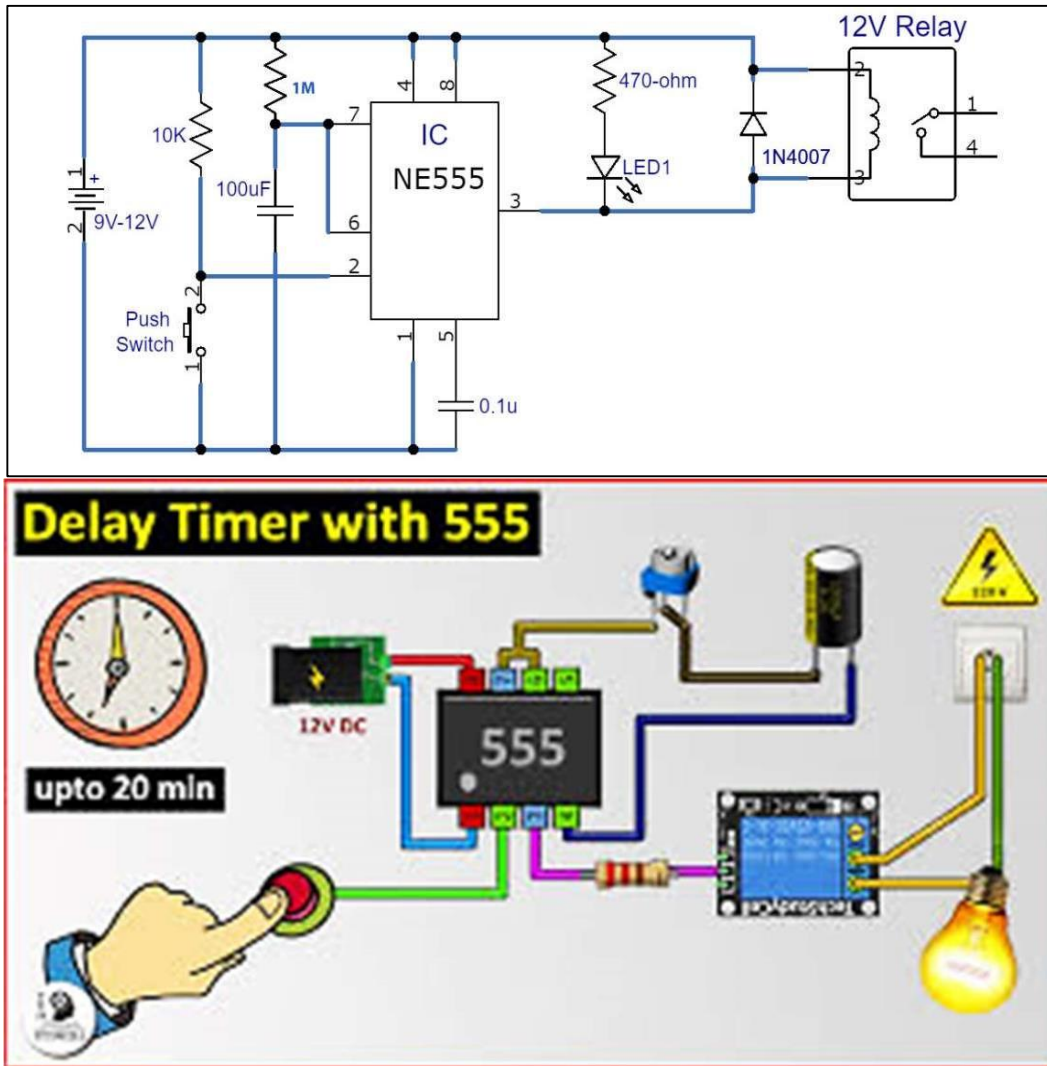 12V Relay
4
8
1M
470-ohm
2
7
10K
IC
1
1
+
LED1
1N4007
4
NE555
100uF
3
3
2
9V-12V
6
2
2
Push
Switch
1
1
5
0.1u
Delay Timer with 555
12V DC
555
upto 20 min
TechStudyCell